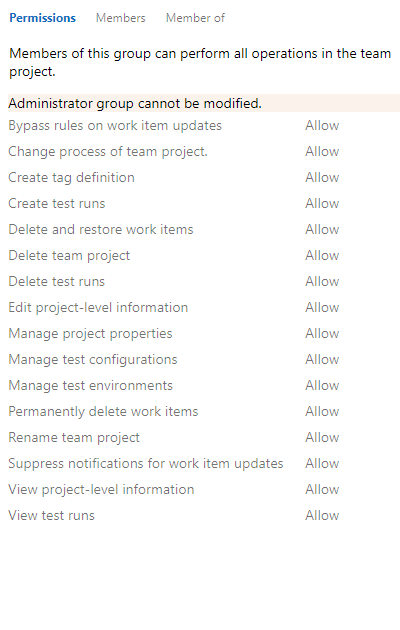 Permissions Members Member of
Members of this group can perform all operations in the team
project.
Administrator group cannot be modified.
Bypass rules on work item updates Allow
Change process of team project. Allow
Create tag definition Allow
Create test runs Allow
Delete and restore work items Allow
Delete team project Allow
Delete test runs Allow
Edit project-level information Allow
Manage project properties Allow
Manage test configurations Allow
Manage test environments Allow
Permanently delete work items Allow
Rename team project Allow
Suppress notifications for work item updates Allow
View project-level information Allow
View test runs Allow